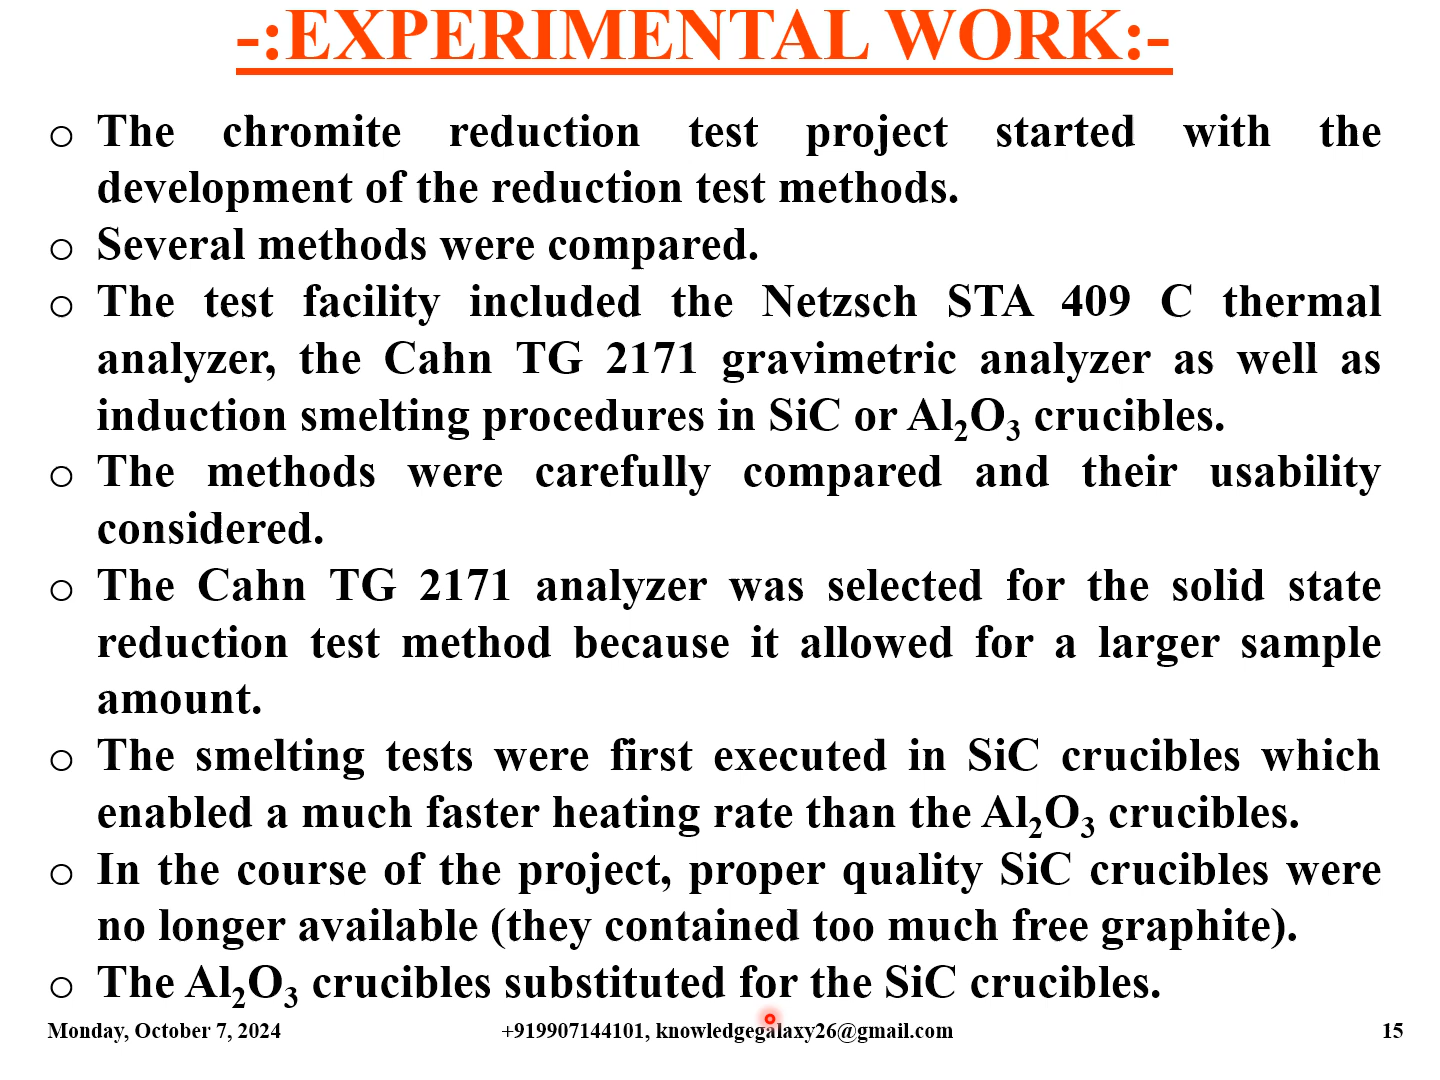 -:EXPERIMENTAL WORK:-
o The chromite reduction test project started with the
development of the reduction test methods.
o Several methods were compared.
o The test facility included the Netzsch STA 409 C thermal
analyzer, the Cahn TG 2171 gravimetric analyzer as well as
induction smelting procedures in SiC or Al₂O₃ crucibles.
o The methods were carefully compared and their usability
considered.
o The Cahn TG 2171 analyzer was selected for the solid state
reduction test method because it allowed for a larger sample
amount.
o The smelting tests were first executed in SiC crucibles which
enabled a much faster heating rate than the Al₂O₃ crucibles.
o In the course of the project, proper quality SiC crucibles were
no longer available (they contained too much free graphite).
o The Al₂O₃ crucibles substituted for the SiC crucibles.
Monday, October 7, 2024 +919907144101, knowledgegalaxy26@gmail.com 15